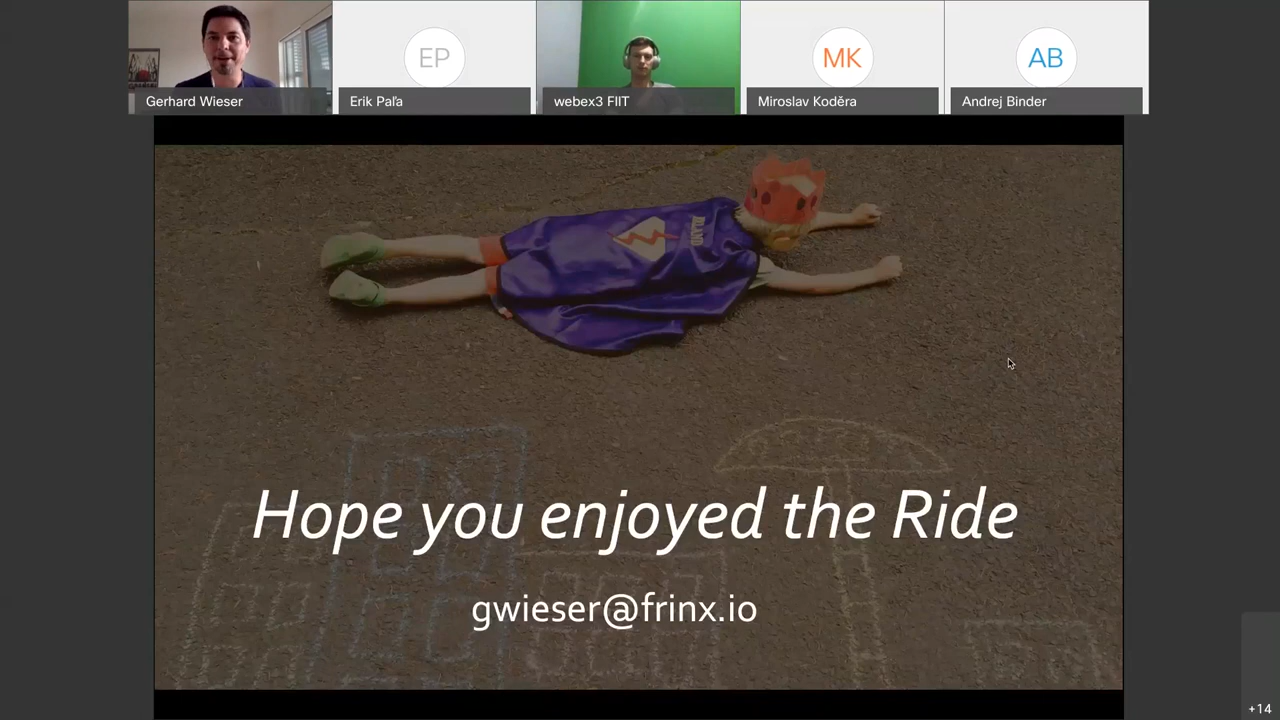 EP
MK
AB
Gerhard Wieser
Erik Paľa
webex3 FIIT
Miroslav Koděra
Andrej Binder
Hope you enjoyed the Ride
gwieser@frinx.io
+14